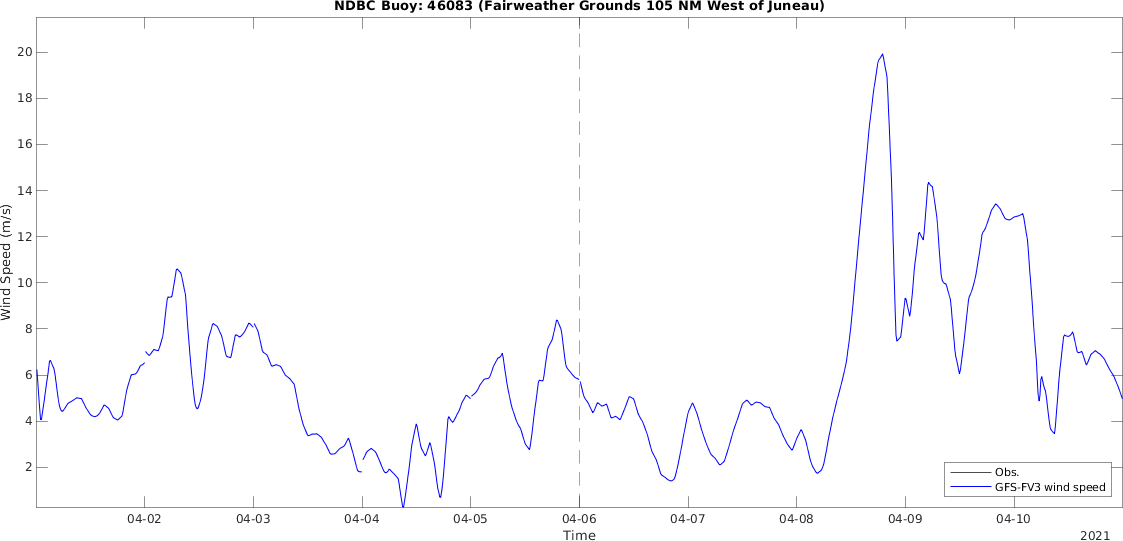 NDBC Buoy: 46083 (Fairweather Grounds 105 NM West of Juneau)
Wind Speed (m/s)
20
18
16
14
12
10
8
6
4
2
Obs.
GFS-FV3 wind speed
04-02 04-03 04-04 04-05 04-06 04-07 04-08 04-09 04-10
Time
2021